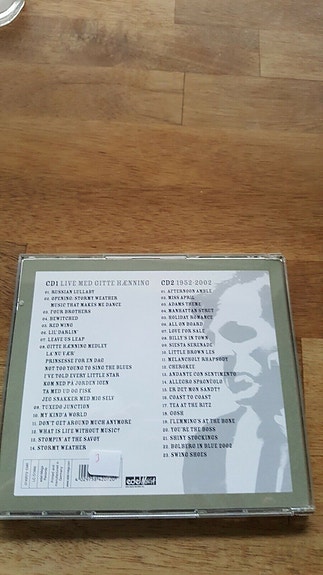 CD1 LIVE MED GITTE HÆNNING
01. RUSSIAN LULLABY
02. OPENING: STORMY WEATHER
MUSIC THAT MAKES ME DANCE
03. FOUR BROTHERS
04. BEWITCHED
05. RED WING
06. LIL' DARLIN'
07. LEAVE US LEAP
08. GITTE HÆNNING MEDLEY
LA' NU VÆR'
PRINSESSE FOR EN DAG
NOT TOO YOUNG TO SING THE BLUES
I'VE TOLD EVERY LITTLE STAR
KOM NED PÅ JORDEN IGEN
TA MED UD OG FISK
JEG SNAKKER MED MIG SELV
09. TUXEDO JUNCTION
10. MY KIND A WORLD
11. DON'T GET AROUND MUCH ANYMORE
12. WHAT IS LIFE WITHOUT MUSIC?
13. STOMPIN' AT THE SAVOY
14. STORMY WEATHER
CD2 1952-2002
01. AFTERNOON AMBLE
02. MISS APRIL
03. ADAMS THEME
04. MANHATTAN STRUT
05. HOLIDAY ROMANCE
06. ALL ON BOARD
07. LOVE FOR SALE
08. BILLY'S IN TOWN
09. SIESTA SERENADE
10. LITTLE BROWN LES
11. MELANCHOLY RHAPSODY
12. CHEROKEE
13. ANDANTE CON SENTIMENTO
14. ALLEGRO SPAGNUOLO
15. ER DUT MON SANDT?
16. COAST TO COAST
17. TEA AT THE RITZ
18. GOSH
19. FLEMMING'S AT THE BONE
20. YOU'RE THE BOSS
21. SHINY STOCKINGS
22. BOLBERO IN BLUE 2002
23. SWING SHOES
edel